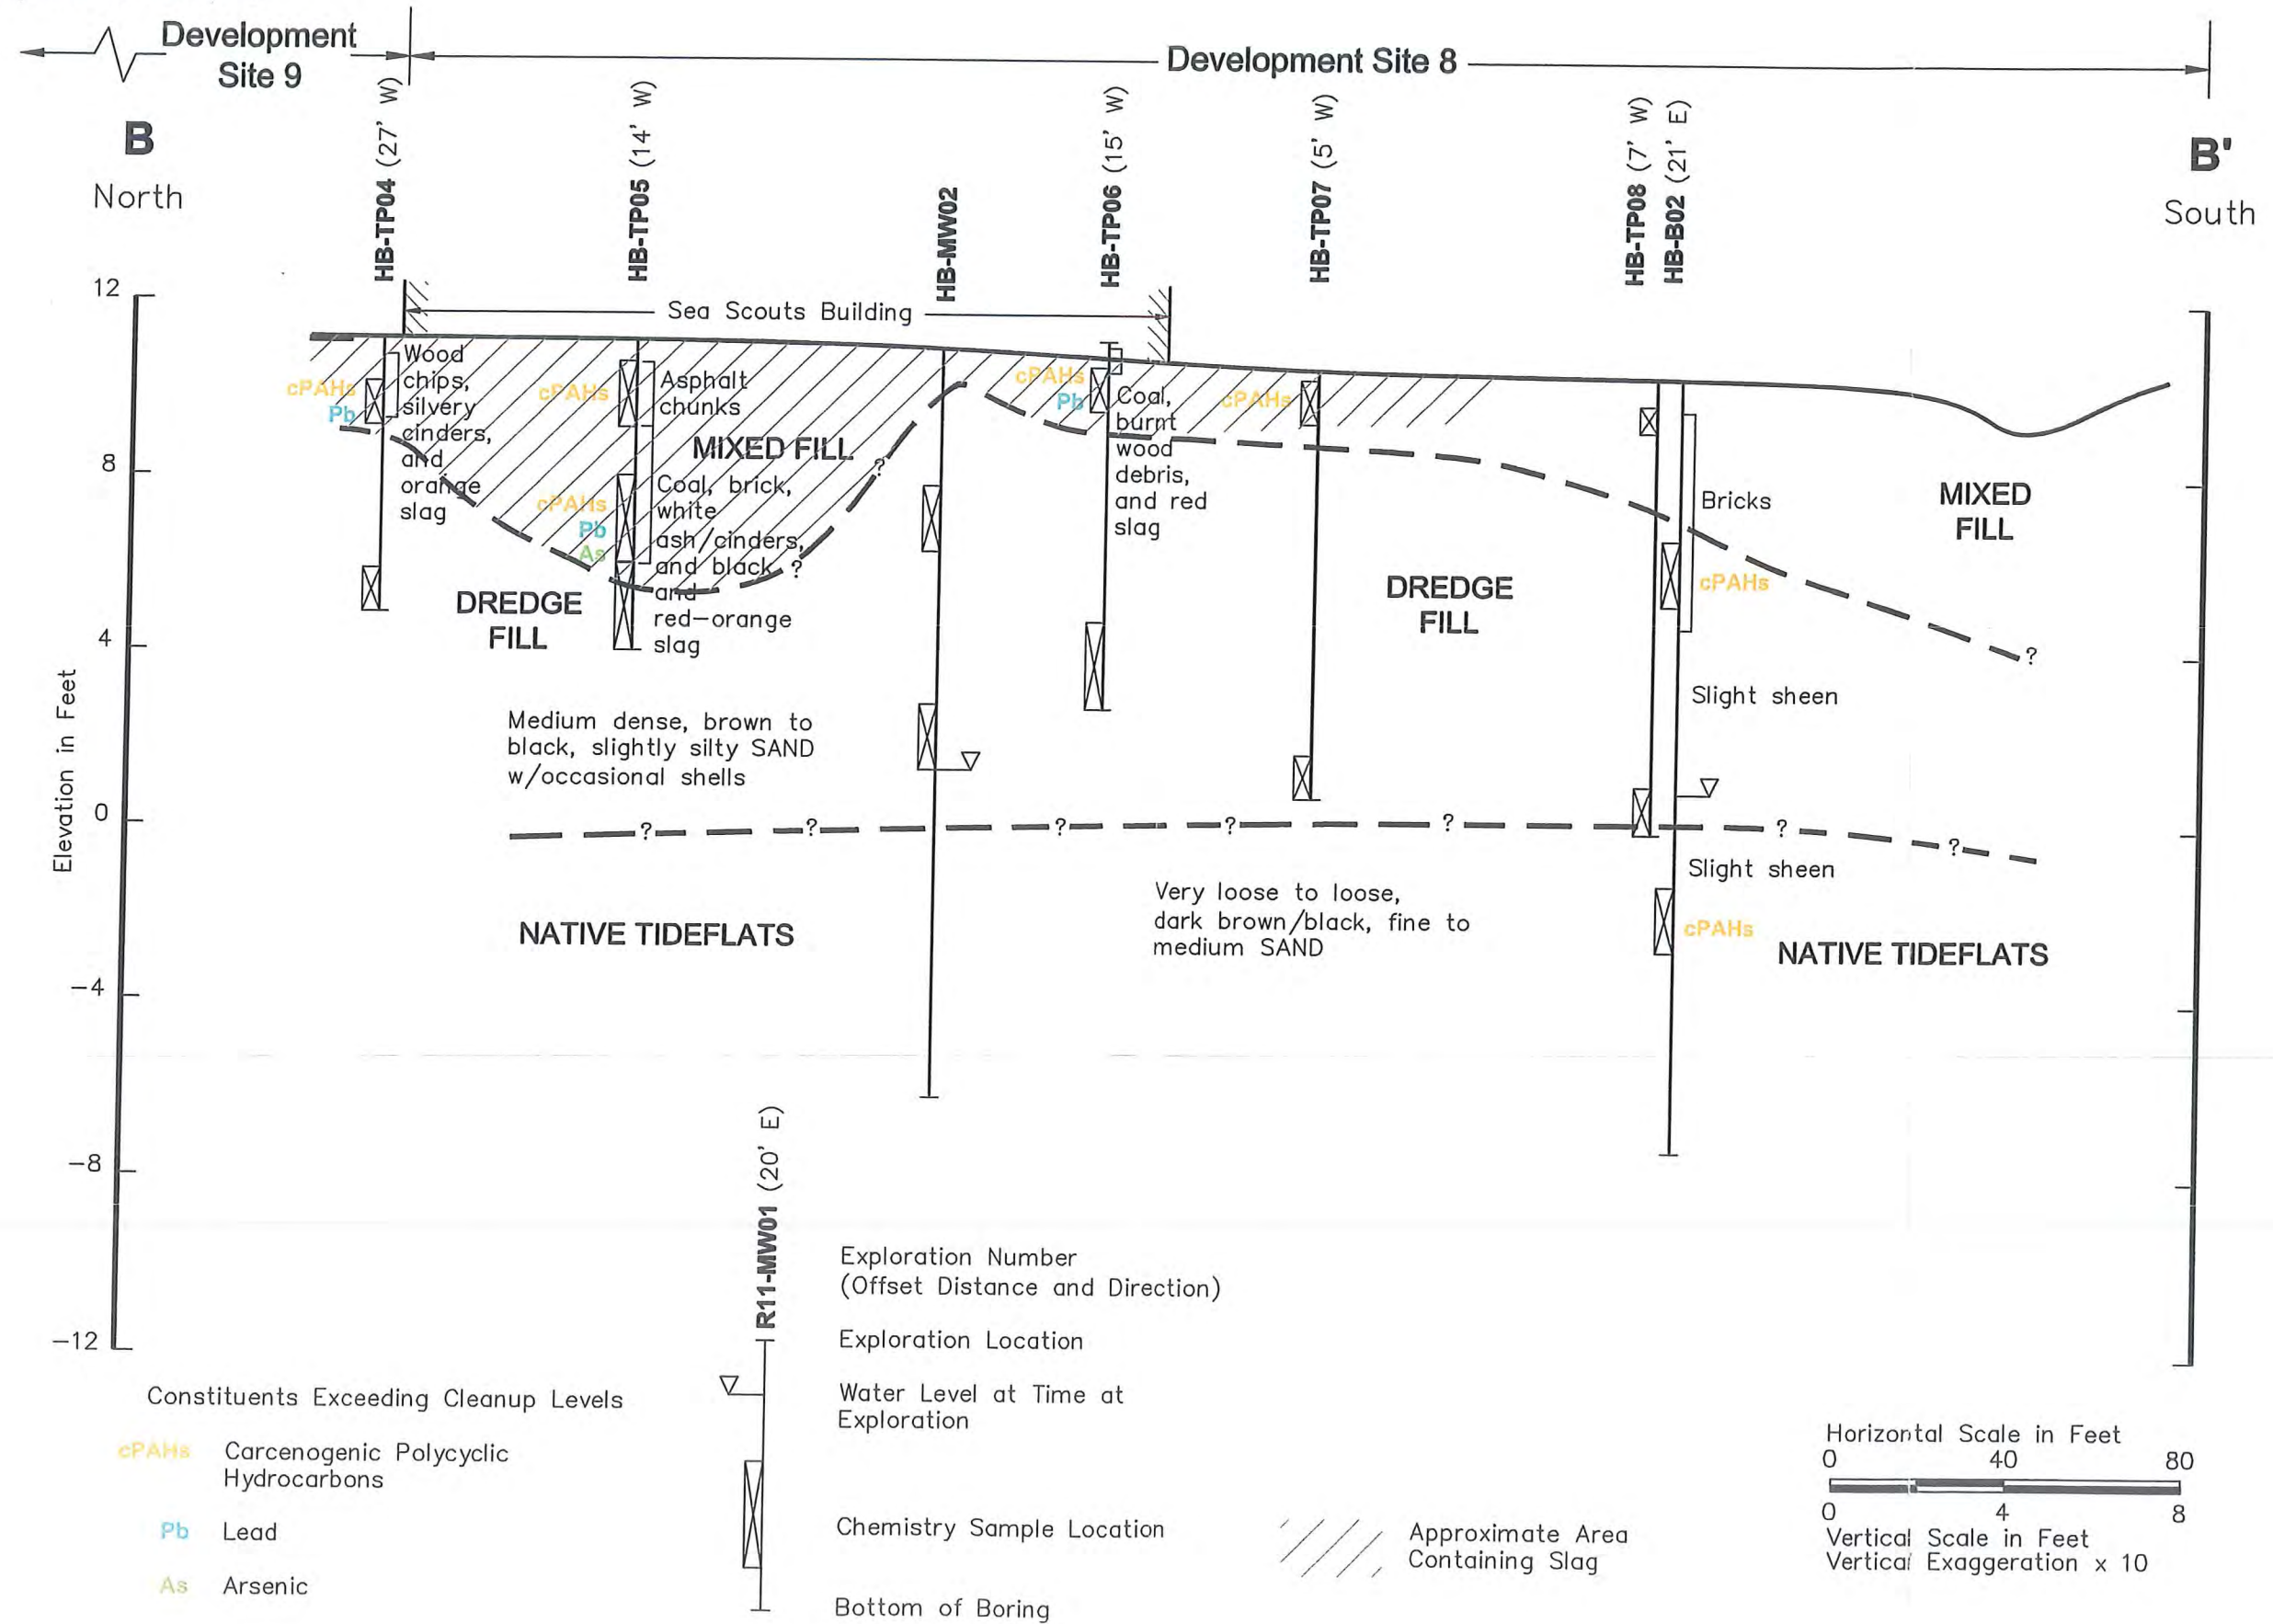 Development
Site 9
Development Site 8
B
North
B'
South
HB-TP04 (27' W)
HB-TP05 (14' W)
HB-MW02
HB-TP06 (15' W)
HB-TP07 (5' W)
HB-TP08 (7' W)
HB-B02 (21' E)
Sea Scouts Building
Elevation in Feet
12
8
4
0
−4
−8
−12
cPAHs
Pb
Wood
chips,
silvery
cinders,
and
orange
slag
cPAHs
Asphalt
chunks
MIXED FILL
cPAHs
Pb
As
Coal, brick,
white
ash/cinders,
and black
and
red−orange
slag
?
?
cPAHs
Pb
Coal,
burnt
wood
debris,
and red
slag
cPAHs
Bricks
cPAHs
MIXED
FILL
?
DREDGE
FILL
DREDGE
FILL
Slight sheen
Medium dense, brown to
black, slightly silty SAND
w/occasional shells
? ? ? ? ? ? ?
Slight sheen
cPAHs
Very loose to loose,
dark brown/black, fine to
medium SAND
NATIVE TIDEFLATS
NATIVE TIDEFLATS
Constituents Exceeding Cleanup Levels
cPAHs Carcenogenic Polycyclic
Hydrocarbons
Pb Lead
As Arsenic
R11-MW01 (20' E)
Exploration Number
(Offset Distance and Direction)
Exploration Location
Water Level at Time at
Exploration
Chemistry Sample Location
Bottom of Boring
Approximate Area
Containing Slag
Horizontal Scale in Feet
0 40 80
0 4 8
Vertical Scale in Feet
Vertical Exaggeration x 10